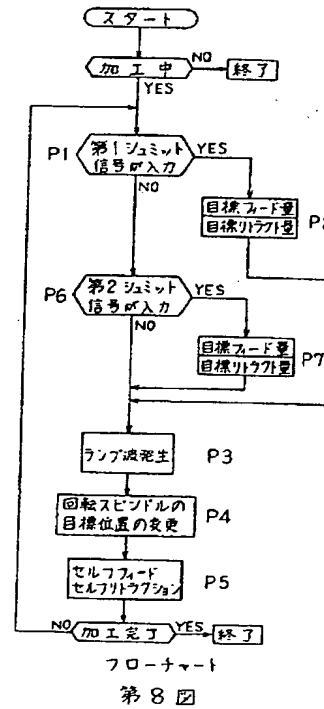 スタート
加工中
NO
終了
YES
P1
第1シュミット
信号が入力
YES
NO
目標フィード量
目標リトラクト量
P6
第2シュミット
信号が入力
YES
NO
目標フィード量
目標リトラクト量
P7
ランプ波発生
P3
回転スピンドルの
目標位置の変更
P4
セルフフィード
セルフリトラクション
P5
NO
加工完了
YES
終了
フローチャート
第8図